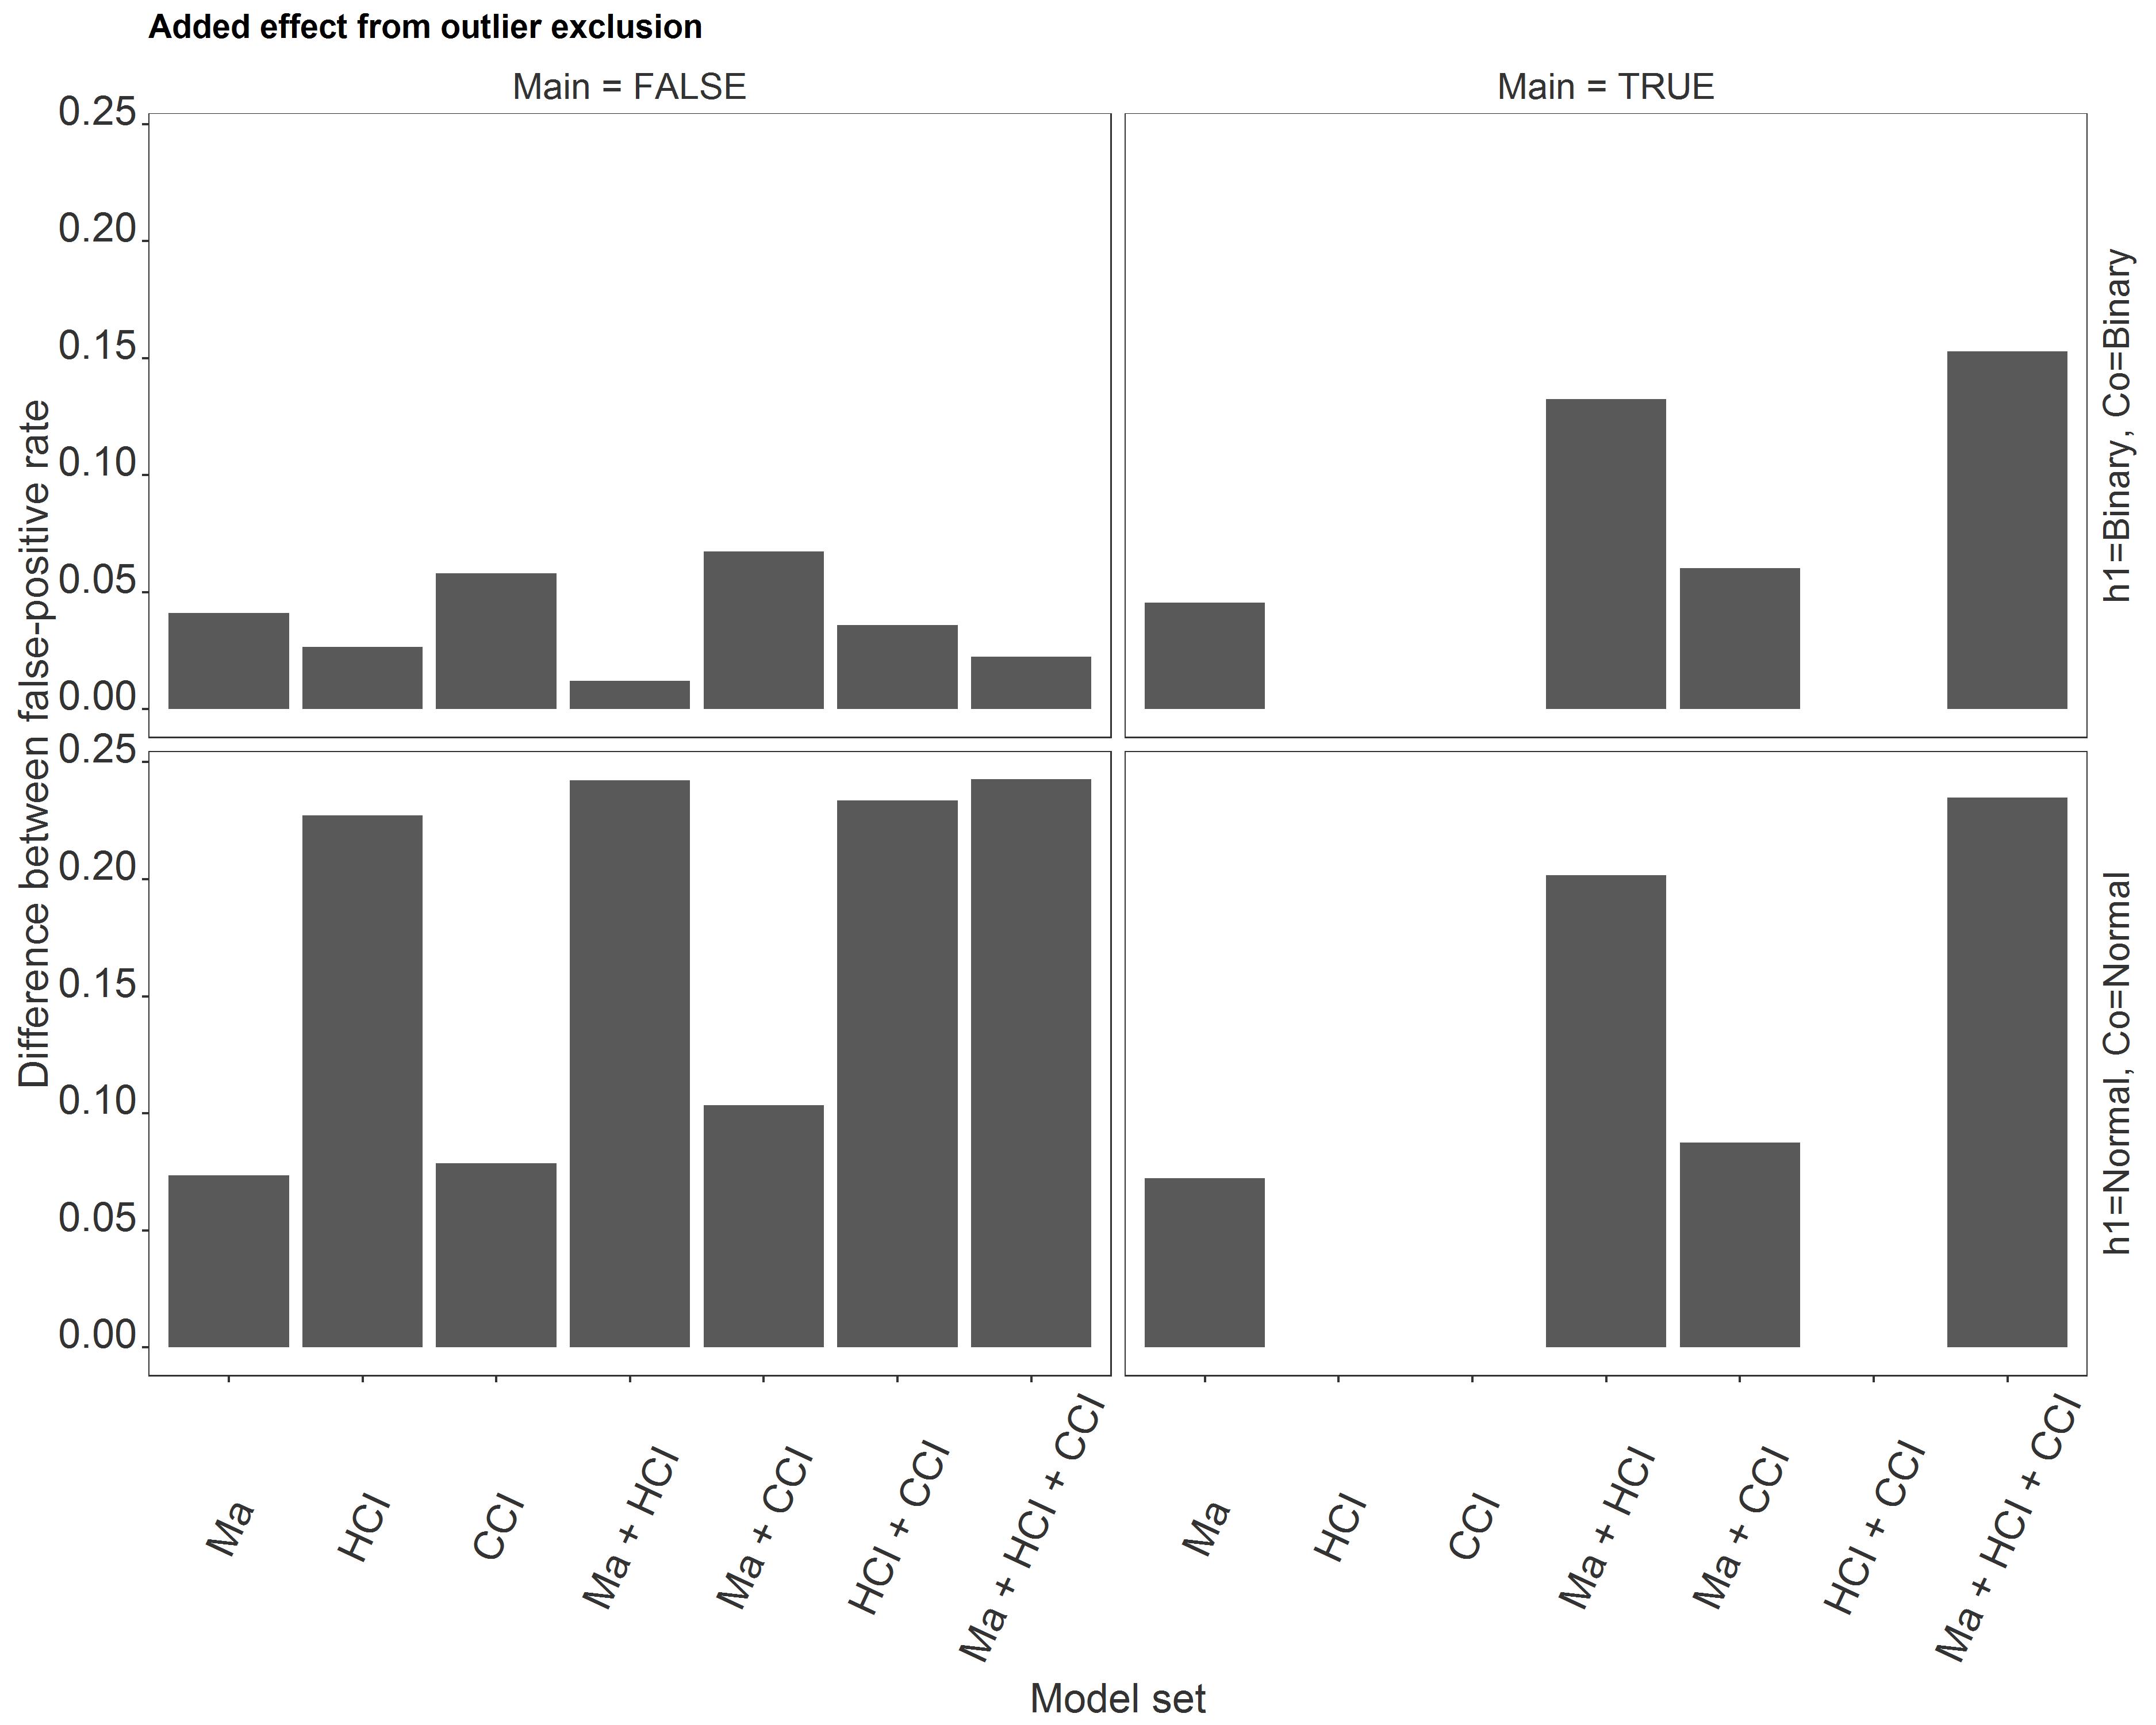 Added effect from outlier exclusion
Main = FALSE
Main = TRUE
Difference between false-positive rate
0.25
0.20
0.15
0.10
0.05
0.00
h1=Binary, Co=Binary
0.25
0.20
0.15
0.10
0.05
0.00
h1=Normal, Co=Normal
Ma
HCI
CCI
Ma + HCI
Ma + CCI
HCI + CCI
Ma + HCI + CCI
Ma
HCI
CCI
Ma + HCI
Ma + CCI
HCI + CCI
Ma + HCI + CCI
Model set